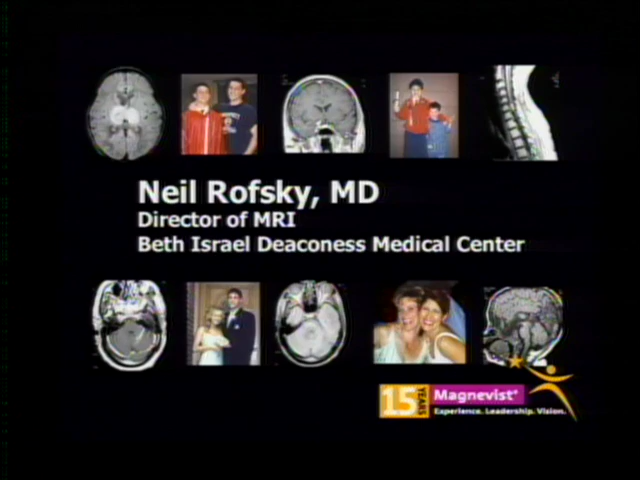 Neil Rofsky, MD
Director of MRI
Beth Israel Deaconess Medical Center
15 YEARS
Magnevist®
Experience. Leadership. Vision.